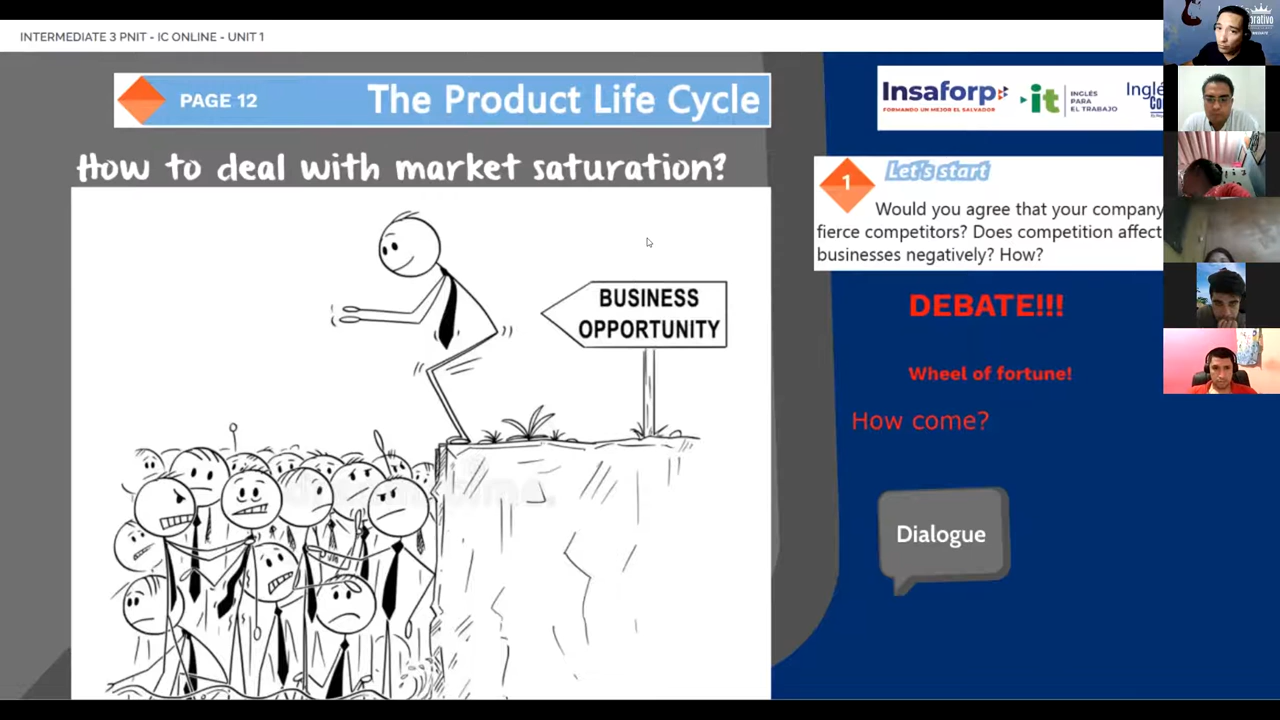 INTERMEDIATE 3 PNIT - IC ONLINE - UNIT 1
PAGE 12
The Product Life Cycle
How to deal with market saturation?
BUSINESS
OPPORTUNITY
Insaforp
FORMANDO UN MEJOR EL SALVADOR
it
INGLÉS
PARA
EL TRABAJO
1
Let's start
Would you agree that your company
fierce competitors? Does competition affect
businesses negatively? How?
DEBATE!!!
Wheel of fortune!
How come?
Dialogue